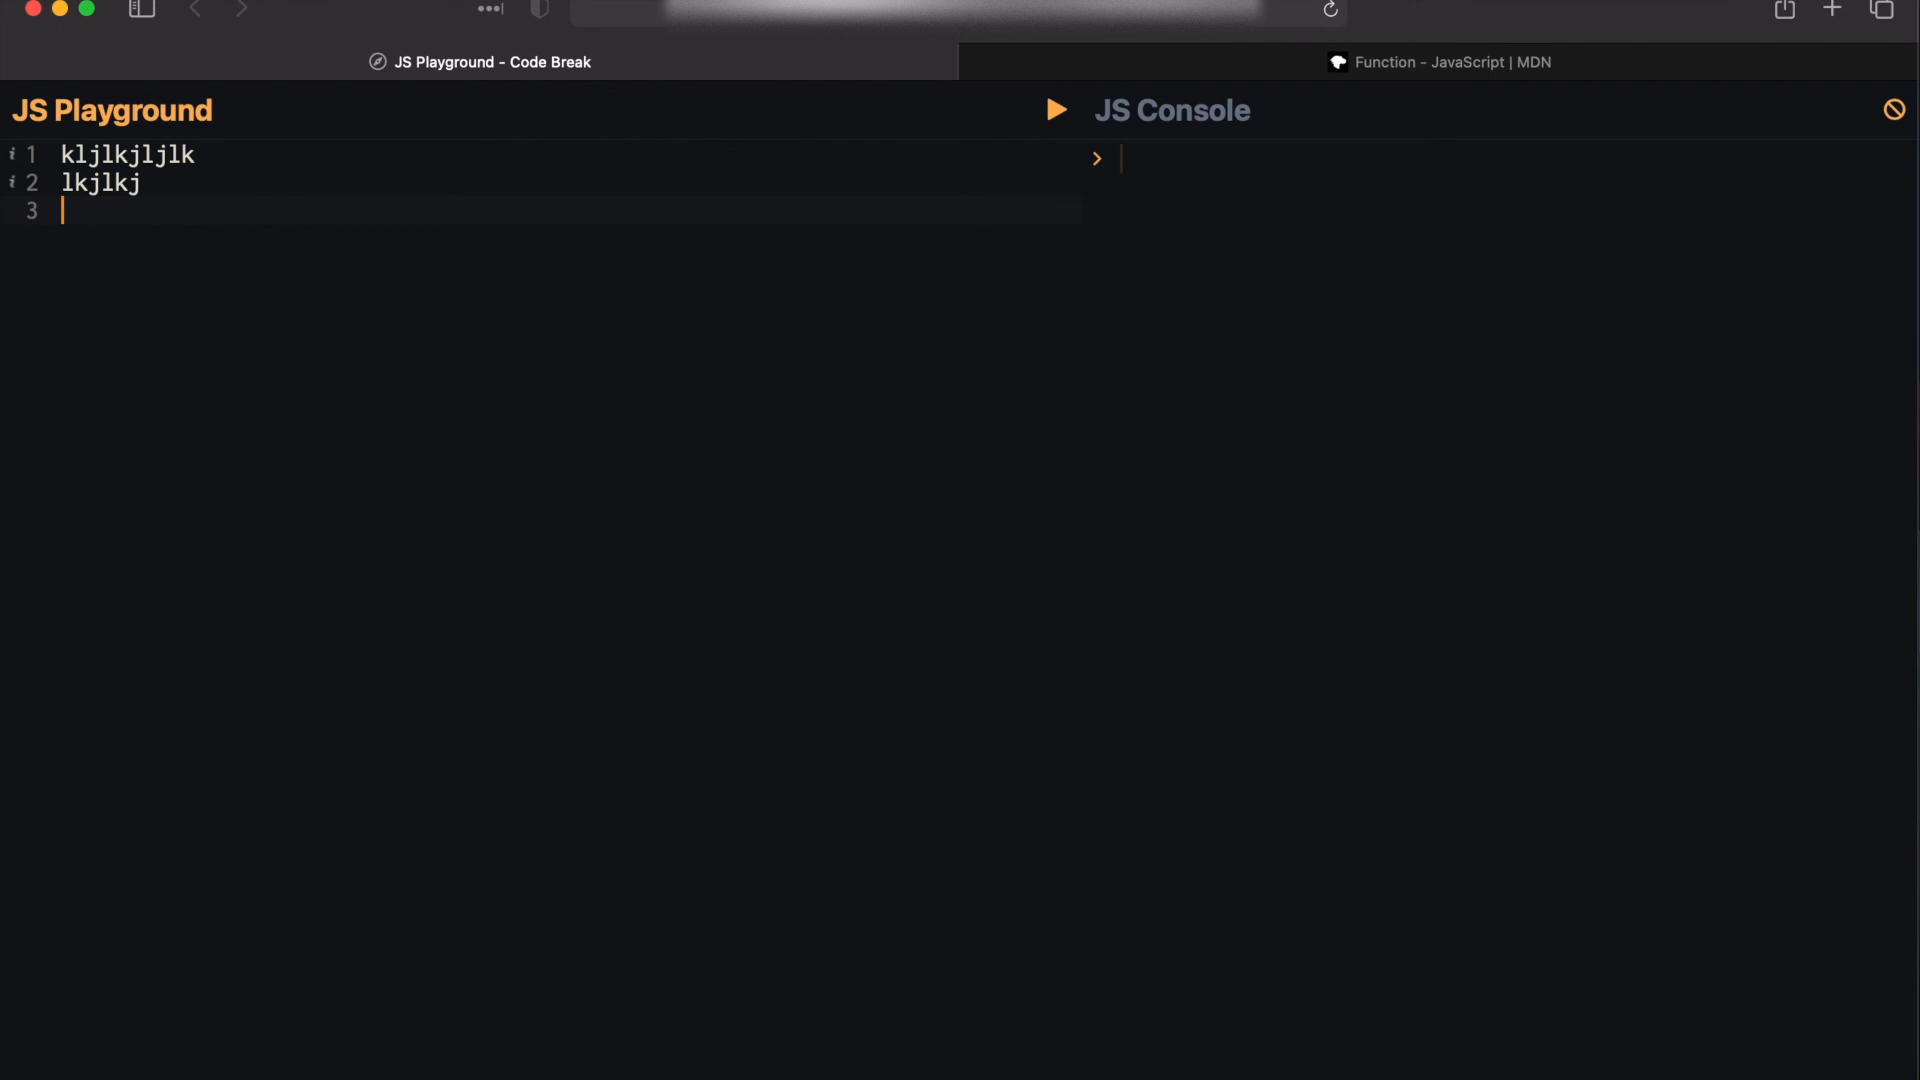 JS Playground - Code Break
Function - JavaScript | MDN
JS Playground
JS Console
1 kljlkjljlk
2 lkjlkj
3